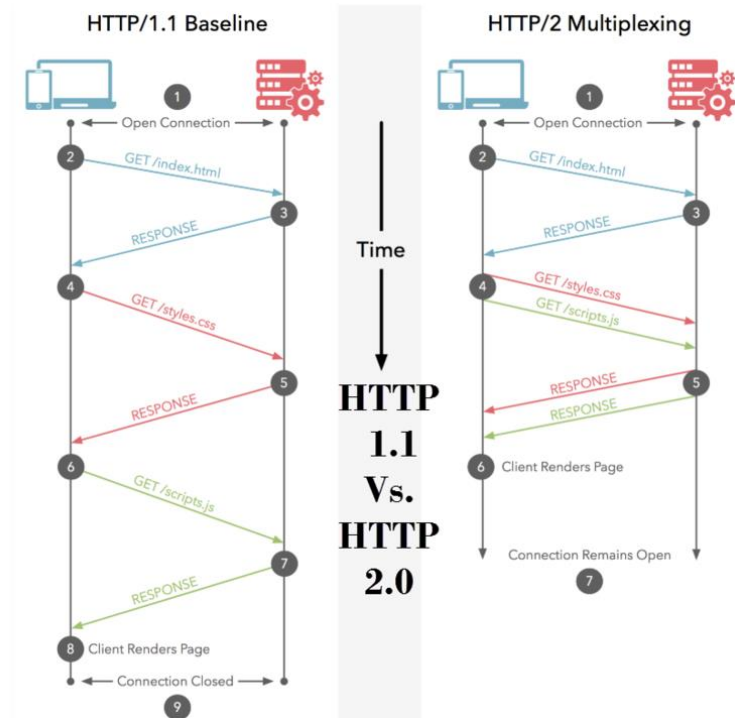 HTTP/1.1 Baseline
1
Open Connection
2
GET /index.html
3
RESPONSE
4
GET /styles.css
5
RESPONSE
6
GET /scripts.js
7
RESPONSE
8 Client Renders Page
Connection Closed
9
Time
HTTP
1.1
Vs.
HTTP
2.0
HTTP/2 Multiplexing
1
Open Connection
2
GET /index.html
3
RESPONSE
4
GET /styles.css
GET /scripts.js
5
RESPONSE
RESPONSE
6 Client Renders Page
Connection Remains Open
7